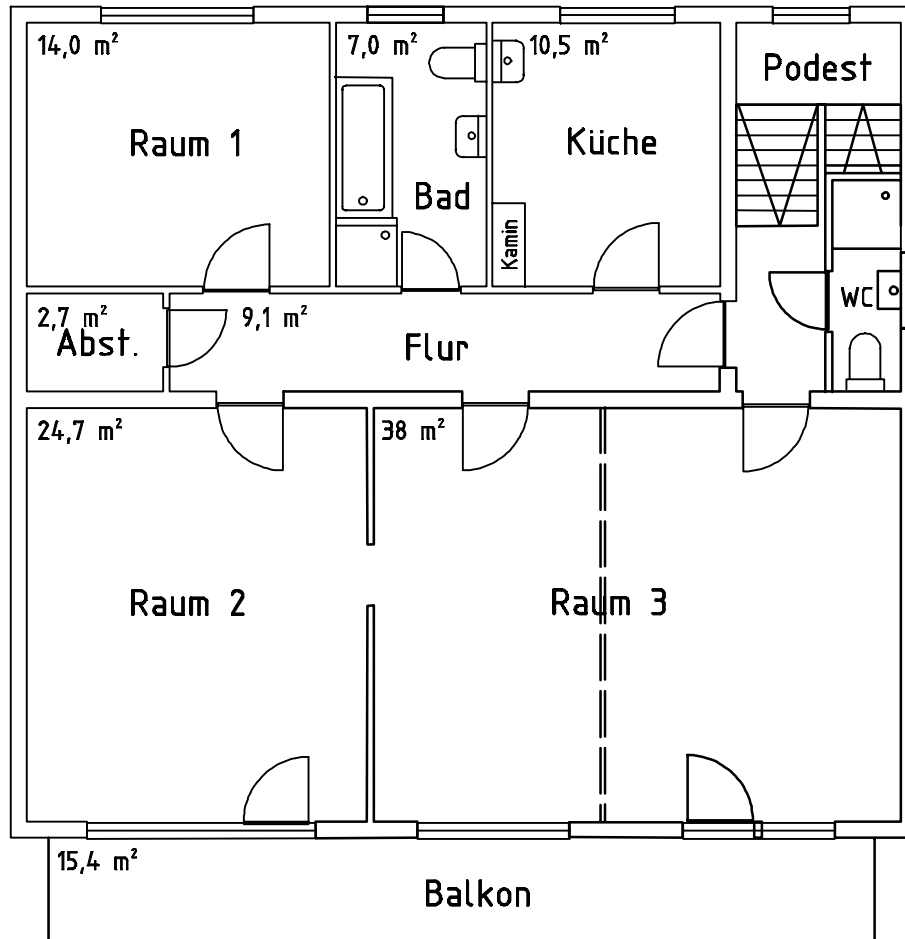 14,0 m²
7,0 m²
10,5 m²
Podest
Raum 1
Küche
Bad
Kamin
2,7 m²
9,1 m²
WC
Abst.
Flur
24,7 m²
38 m²
Raum 2
Raum 3
15,4 m²
Balkon